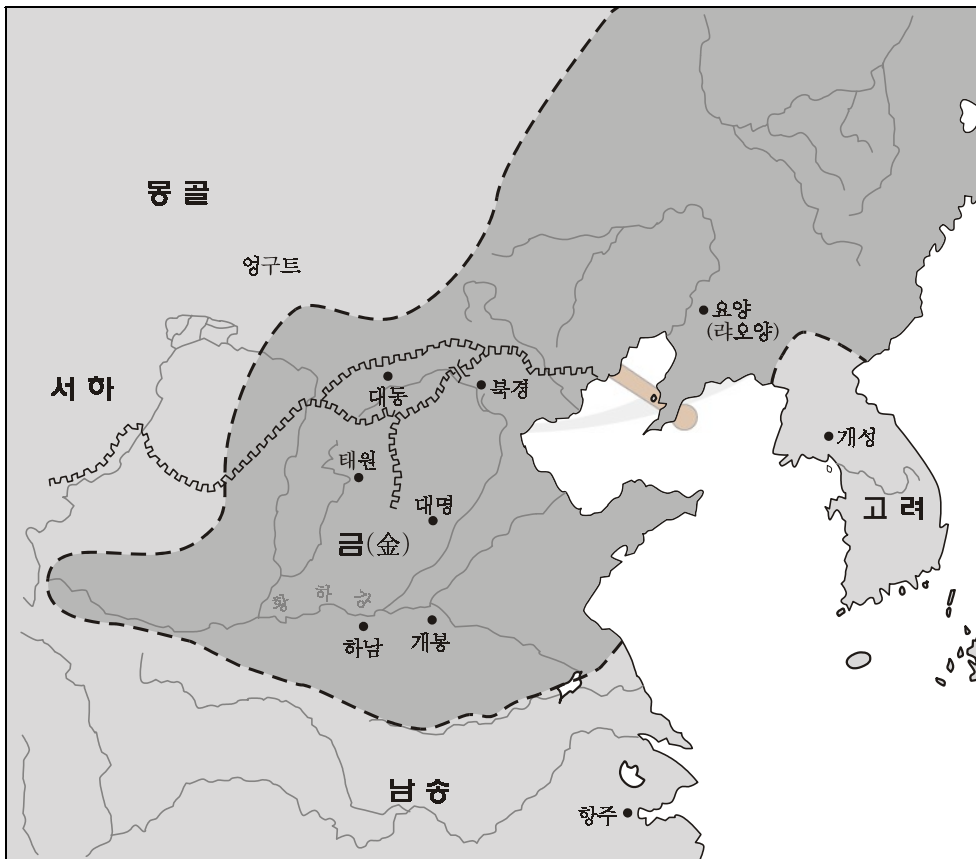 몽 골
엉구트
요양
(랴오양)
서 하
대동
북경
개성
태원
대명
고 려
금(金)
황 하 강
하남
개봉
남 송
항주